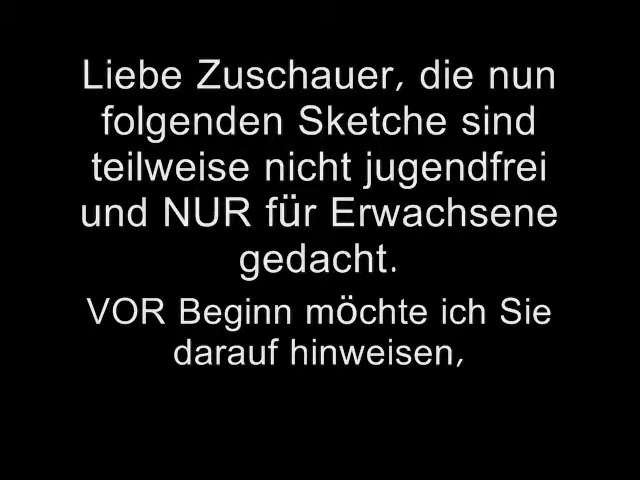 Liebe Zuschauer, die nun
folgenden Sketche sind
teilweise nicht jugendfrei
und NUR für Erwachsene
gedacht.
VOR Beginn möchte ich Sie
darauf hinweisen,